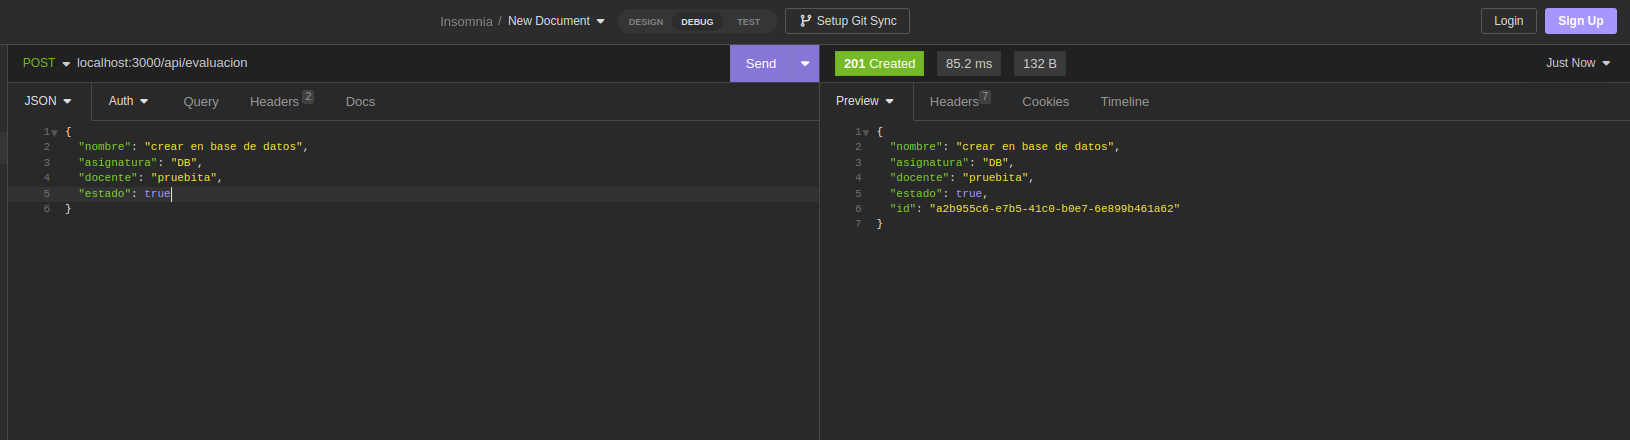 Insomnia / New Document DESIGN DEBUG TEST Setup Git Sync Login Sign Up
POST localhost:3000/api/evaluacion Send
201 Created 85.2 ms 132 B Just Now
JSON Auth Query Headers 2 Docs
1 {
2 "nombre": "crear en base de datos",
3 "asignatura": "DB",
4 "docente": "pruebita",
5 "estado": true
6 }
Preview Headers 7 Cookies Timeline
1 {
2 "nombre": "crear en base de datos",
3 "asignatura": "DB",
4 "docente": "pruebita",
5 "estado": true,
6 "id": "a2b955c6-e7b5-41c0-b0e7-6e899b461a62"
7 }